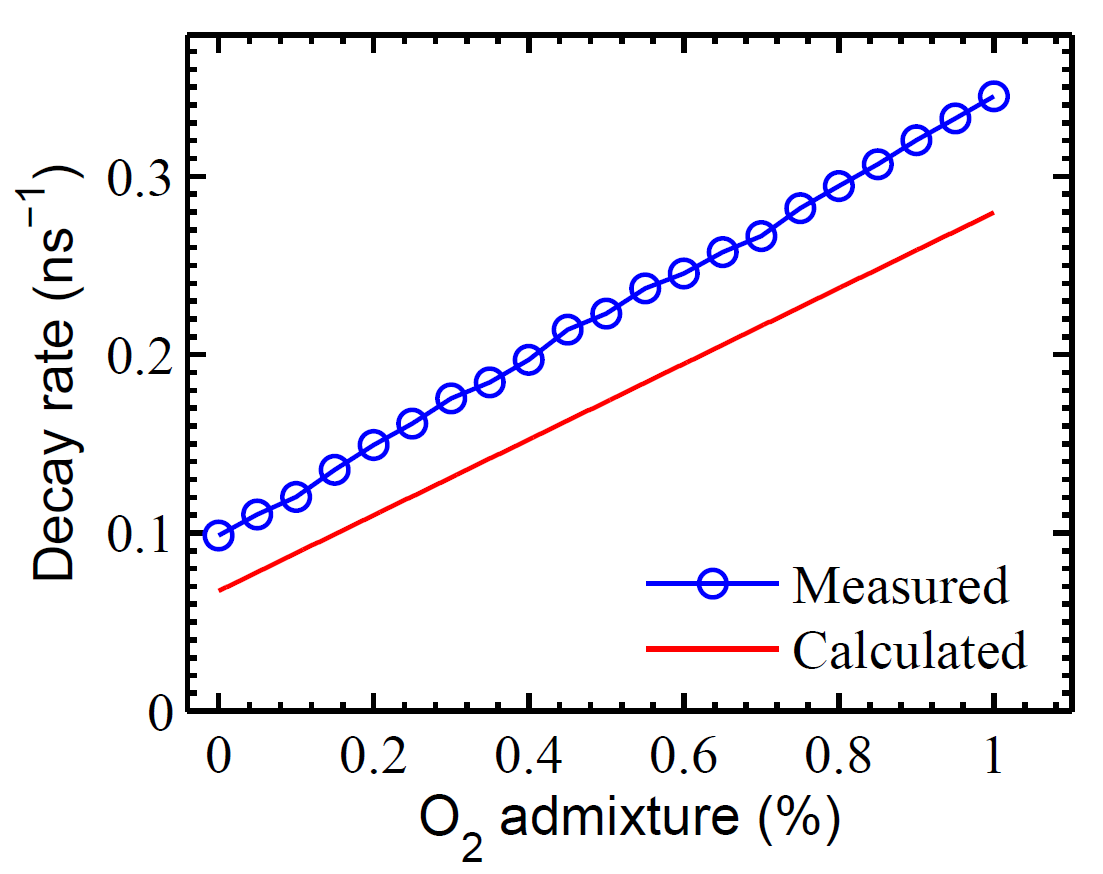 Decay rate (ns⁻¹)
0.3
0.2
0.1
0
Measured
Calculated
0 0.2 0.4 0.6 0.8 1
O₂ admixture (%)